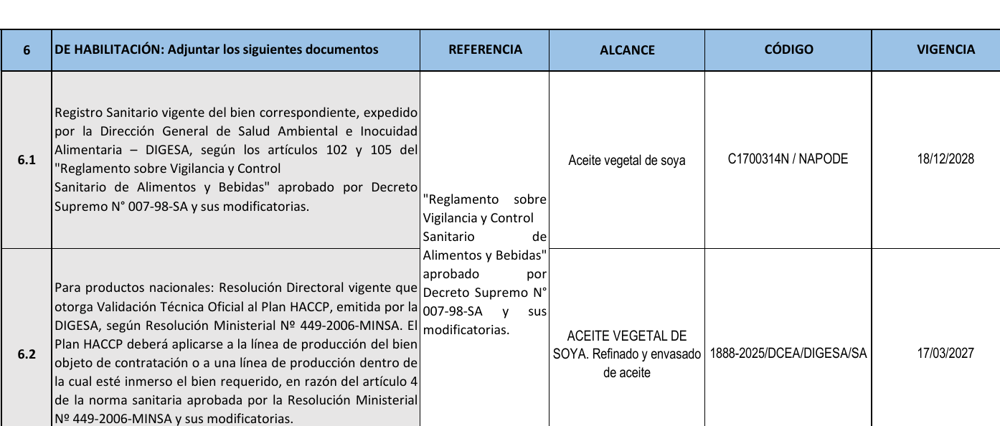 6
DE HABILITACIÓN: Adjuntar los siguientes documentos
REFERENCIA
ALCANCE
CÓDIGO
VIGENCIA
6.1
Registro Sanitario vigente del bien correspondiente, expedido
por la Dirección General de Salud Ambiental e Inocuidad
Alimentaria – DIGESA, según los artículos 102 y 105 del
"Reglamento sobre Vigilancia y Control
Sanitario de Alimentos y Bebidas" aprobado por Decreto
Supremo N° 007-98-SA y sus modificatorias.
"Reglamento sobre
Vigilancia y Control
Sanitario de
Alimentos y Bebidas"
aprobado por
Decreto Supremo N°
007-98-SA y sus
modificatorias.
Aceite vegetal de soya
C1700314N / NAPODE
18/12/2028
6.2
Para productos nacionales: Resolución Directoral vigente que
otorga Validación Técnica Oficial al Plan HACCP, emitida por la
DIGESA, según Resolución Ministerial Nº 449-2006-MINSA. El
Plan HACCP deberá aplicarse a la línea de producción del bien
objeto de contratación o a una línea de producción dentro de
la cual esté inmerso el bien requerido, en razón del artículo 4
de la norma sanitaria aprobada por la Resolución Ministerial
Nº 449-2006-MINSA y sus modificatorias.
ACEITE VEGETAL DE
SOYA. Refinado y envasado
de aceite
1888-2025/DCEA/DIGESA/SA
17/03/2027